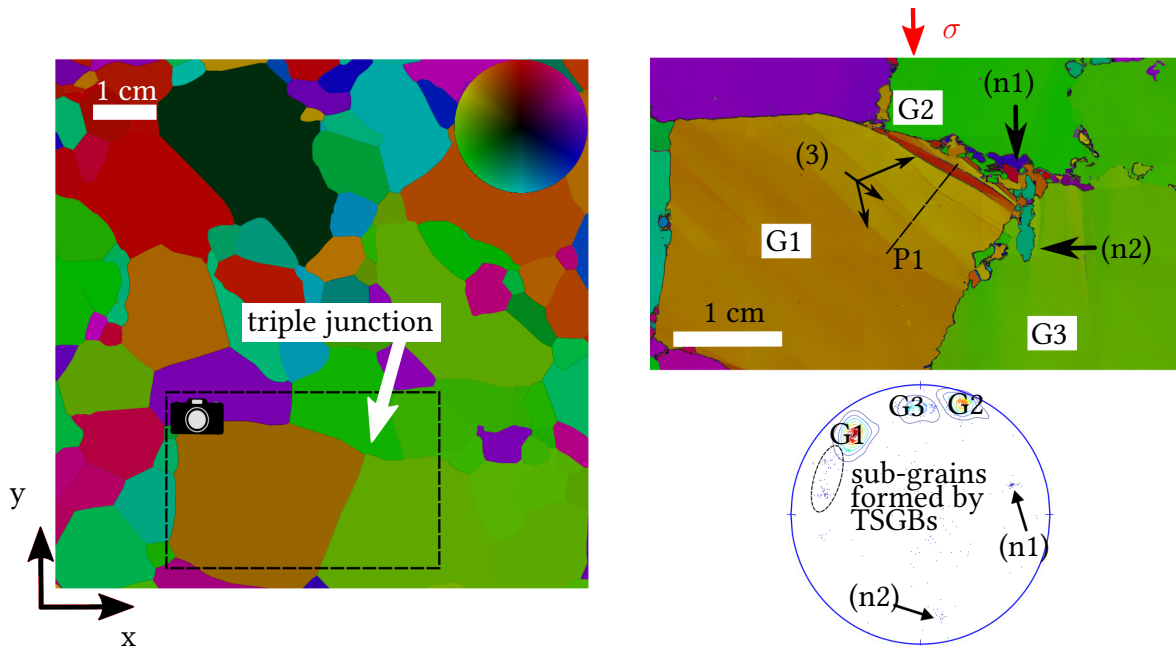 1 cm
triple junction
y
x
σ
G2
(n1)
(3)
G1
P1
(n2)
1 cm
G3
G3
G2
G1
sub-grains
formed by
TSGBs
(n1)
(n2)